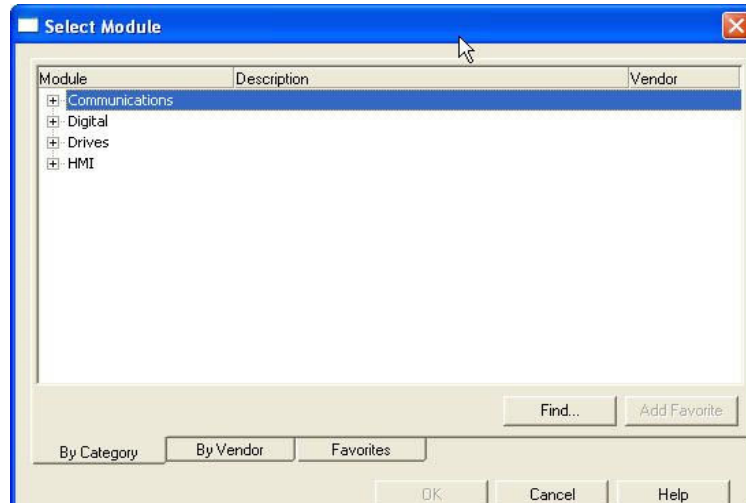 Select Module
Module Description Vendor
Communications
Digital
Drives
HMI
Find... Add Favorite
By Category By Vendor Favorites
OK Cancel Help